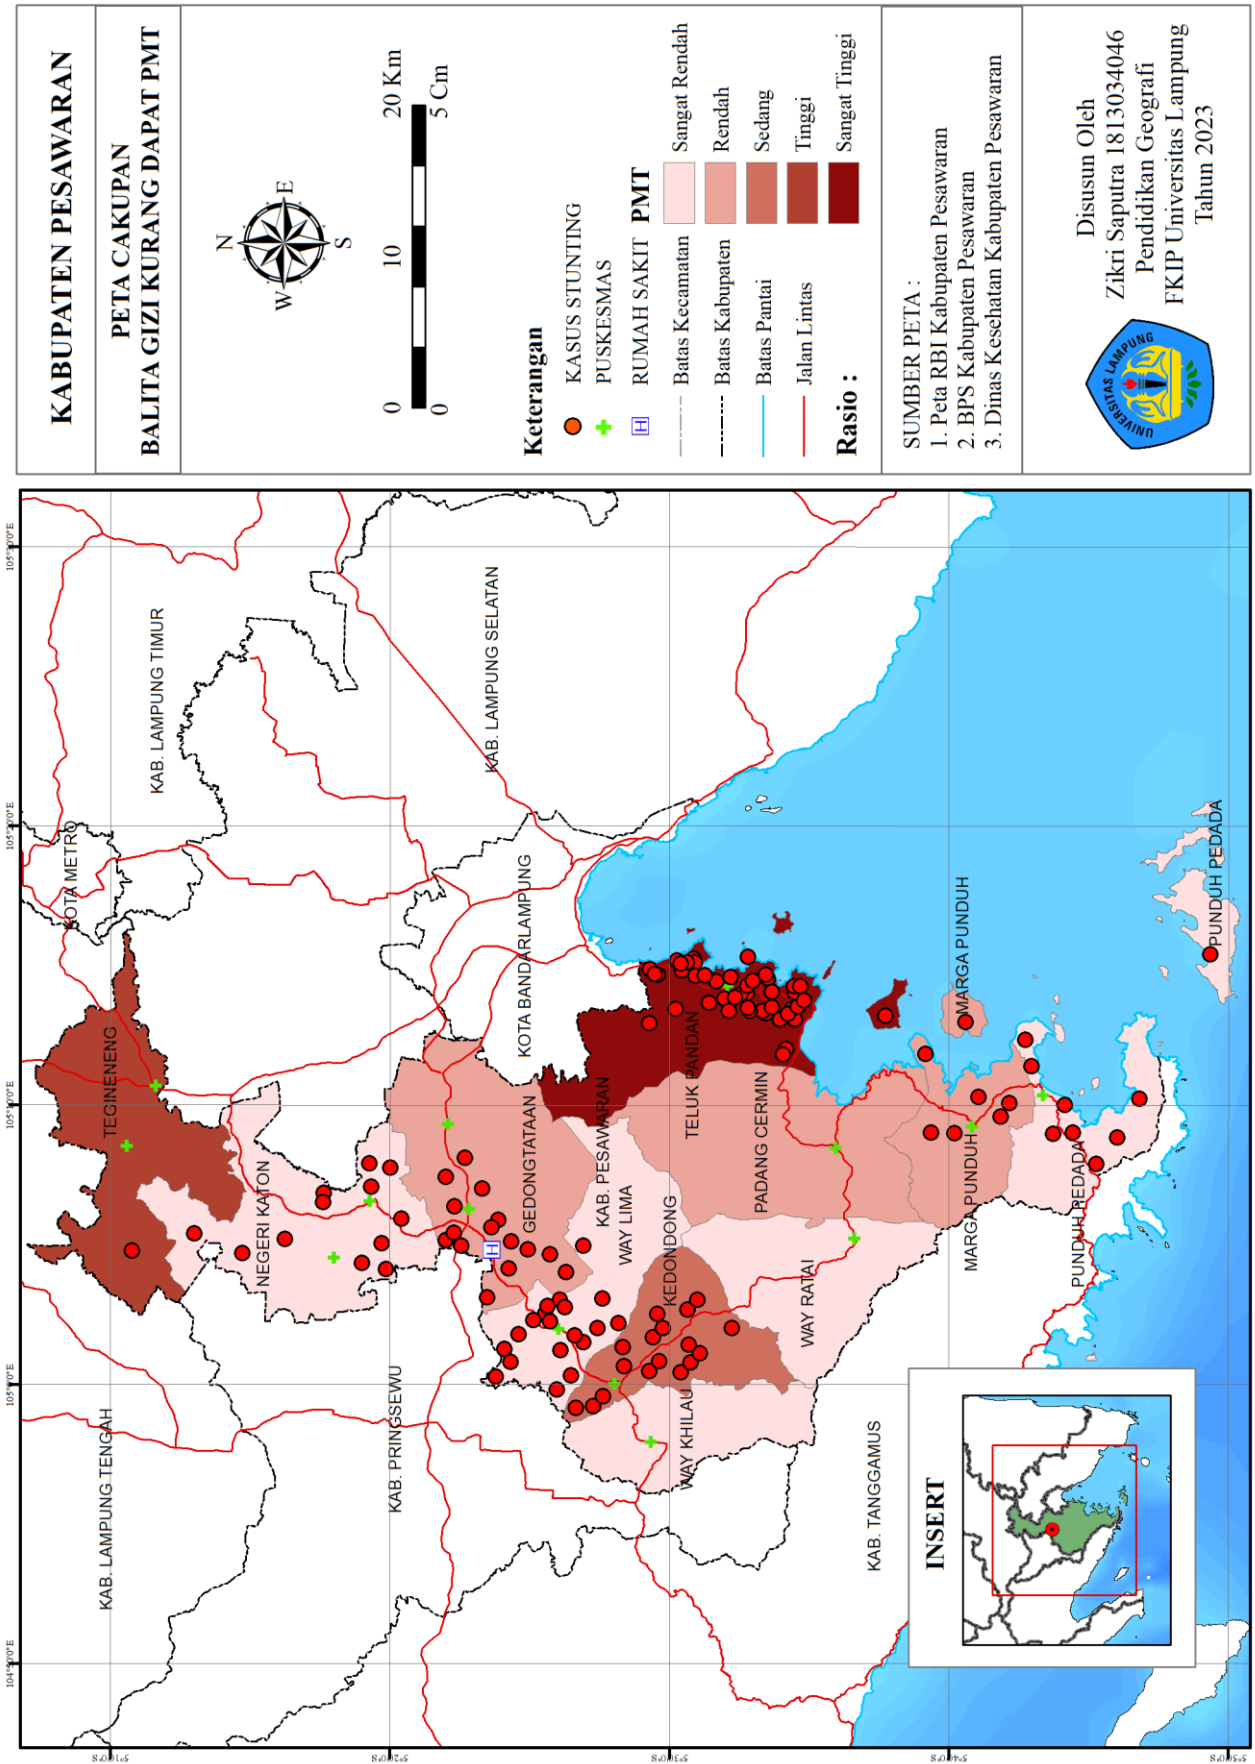 KABUPATEN PESAWARAN
PETA CAKUPAN
BALITA GIZI KURANG DAPAT PMT
N
W
E
S
0
10
20 Km
0
5 Cm
Keterangan
KASUS STUNTING
PUSKESMAS
H
RUMAH SAKIT
Batas Kecamatan
Batas Kabupaten
Batas Pantai
Jalan Lintas
Rasio :
PMT
Sangat Rendah
Rendah
Sedang
Tinggi
Sangat Tinggi
SUMBER PETA :
1. Peta RBI Kabupaten Pesawaran
2. BPS Kabupaten Pesawaran
3. Dinas Kesehatan Kabupaten Pesawaran
UNIVERSITAS LAMPUNG
Disusun Oleh
Zikri Saputra 1813034046
Pendidikan Geografi
FKIP Universitas Lampung
Tahun 2023
KOTA METRO
KAB. LAMPUNG TIMUR
KAB. LAMPUNG TENGAH
TEGINENENG
NEGERI KATON
KAB. PRINGSEWU
KAB. LAMPUNG SELATAN
KOTA BANDARLAMPUNG
GEDONGTATAAN
KAB. PESAWARAN
WAY LIMA
KEDONDONG
WAY KHILAU
TELUK PANDAN
PADANG CERMIN
WAY RATAI
KAB. TANGGAMUS
MARGA PUNDUH
MARGA PUNDUH
PUNDUH PEDADA
PUNDUH PEDADA
H
INSERT